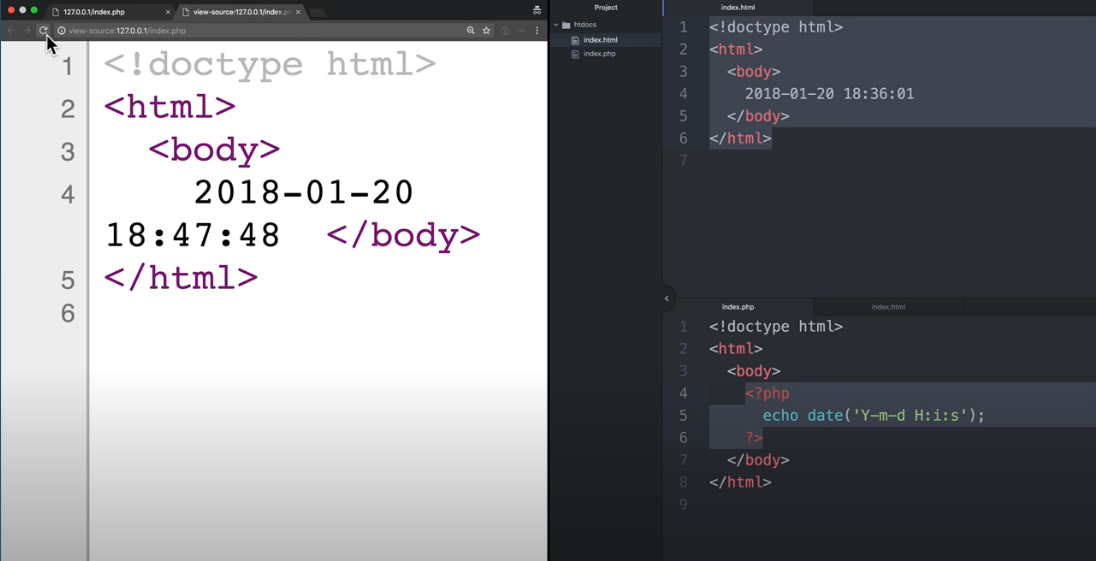 127.0.0.1/index.php
view-source:127.0.0.1/index.ph
view-source:127.0.0.1/index.php
1 <!doctype html>
2 <html>
3 <body>
4 2018-01-20
18:47:48 </body>
5 </html>
6
Project
htdocs
index.html
index.php
index.html
1 <!doctype html>
2 <html>
3 <body>
4 2018-01-20 18:36:01
5 </body>
6 </html>
7
index.php index.html
1 <!doctype html>
2 <html>
3 <body>
4 <?php
5 echo date('Y-m-d H:i:s');
6 ?>
7 </body>
8 </html>
9